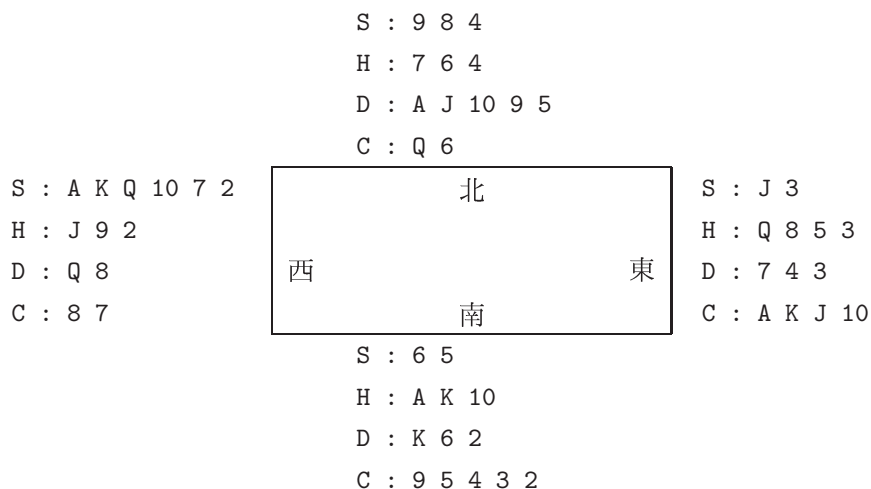 S : 9 8 4
H : 7 6 4
D : A J 10 9 5
C : Q 6
S : A K Q 10 7 2
H : J 9 2
D : Q 8
C : 8 7
北
西 東
南
S : J 3
H : Q 8 5 3
D : 7 4 3
C : A K J 10
S : 6 5
H : A K 10
D : K 6 2
C : 9 5 4 3 2